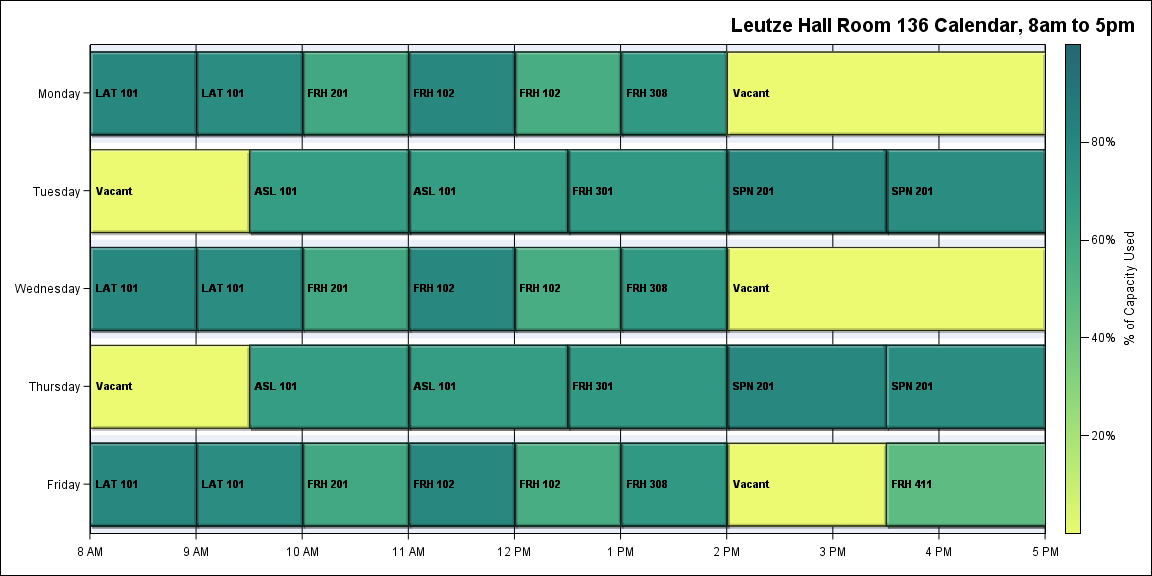 Leutze Hall Room 136 Calendar, 8am to 5pm
Monday LAT 101 LAT 101 FRH 201 FRH 102 FRH 102 FRH 308 Vacant
Tuesday Vacant ASL 101 ASL 101 FRH 301 SPN 201 SPN 201
Wednesday LAT 101 LAT 101 FRH 201 FRH 102 FRH 102 FRH 308 Vacant
Thursday Vacant ASL 101 ASL 101 FRH 301 SPN 201 SPN 201
Friday LAT 101 LAT 101 FRH 201 FRH 102 FRH 102 FRH 308 Vacant FRH 411
8 AM 9 AM 10 AM 11 AM 12 PM 1 PM 2 PM 3 PM 4 PM 5 PM
80%
60%
40%
20%
% of Capacity Used